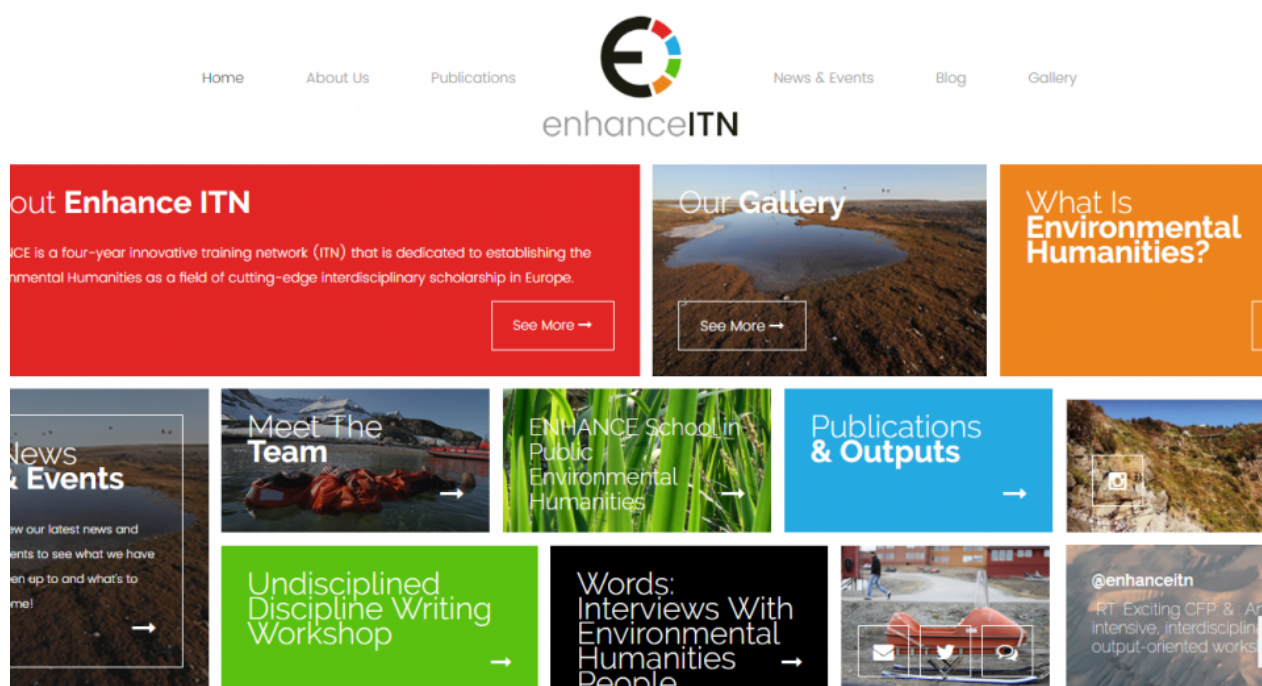 Home
About Us
Publications
enhanceITN
News & Events
Blog
Gallery
out Enhance ITN
NCE is a four-year innovative training network (ITN) that is dedicated to establishing the
nmental Humanities as a field of cutting-edge interdisciplinary scholarship in Europe.
See More →
Our Gallery
See More →
What Is
Environmental
Humanities?
News
& Events
ew our latest news and
ents to see what we have
en up to and what's to
me!
→
Meet The
Team
→
ENHANCE School in
Public
Environmental
Humanities
→
Publications
& Outputs
→
Undisciplined
Discipline Writing
Workshop
→
Words:
Interviews With
Environmental
Humanities
People
→
@enhanceitn
RT Exciting CFP & Ar
intensive, interdisciplin
output-oriented works